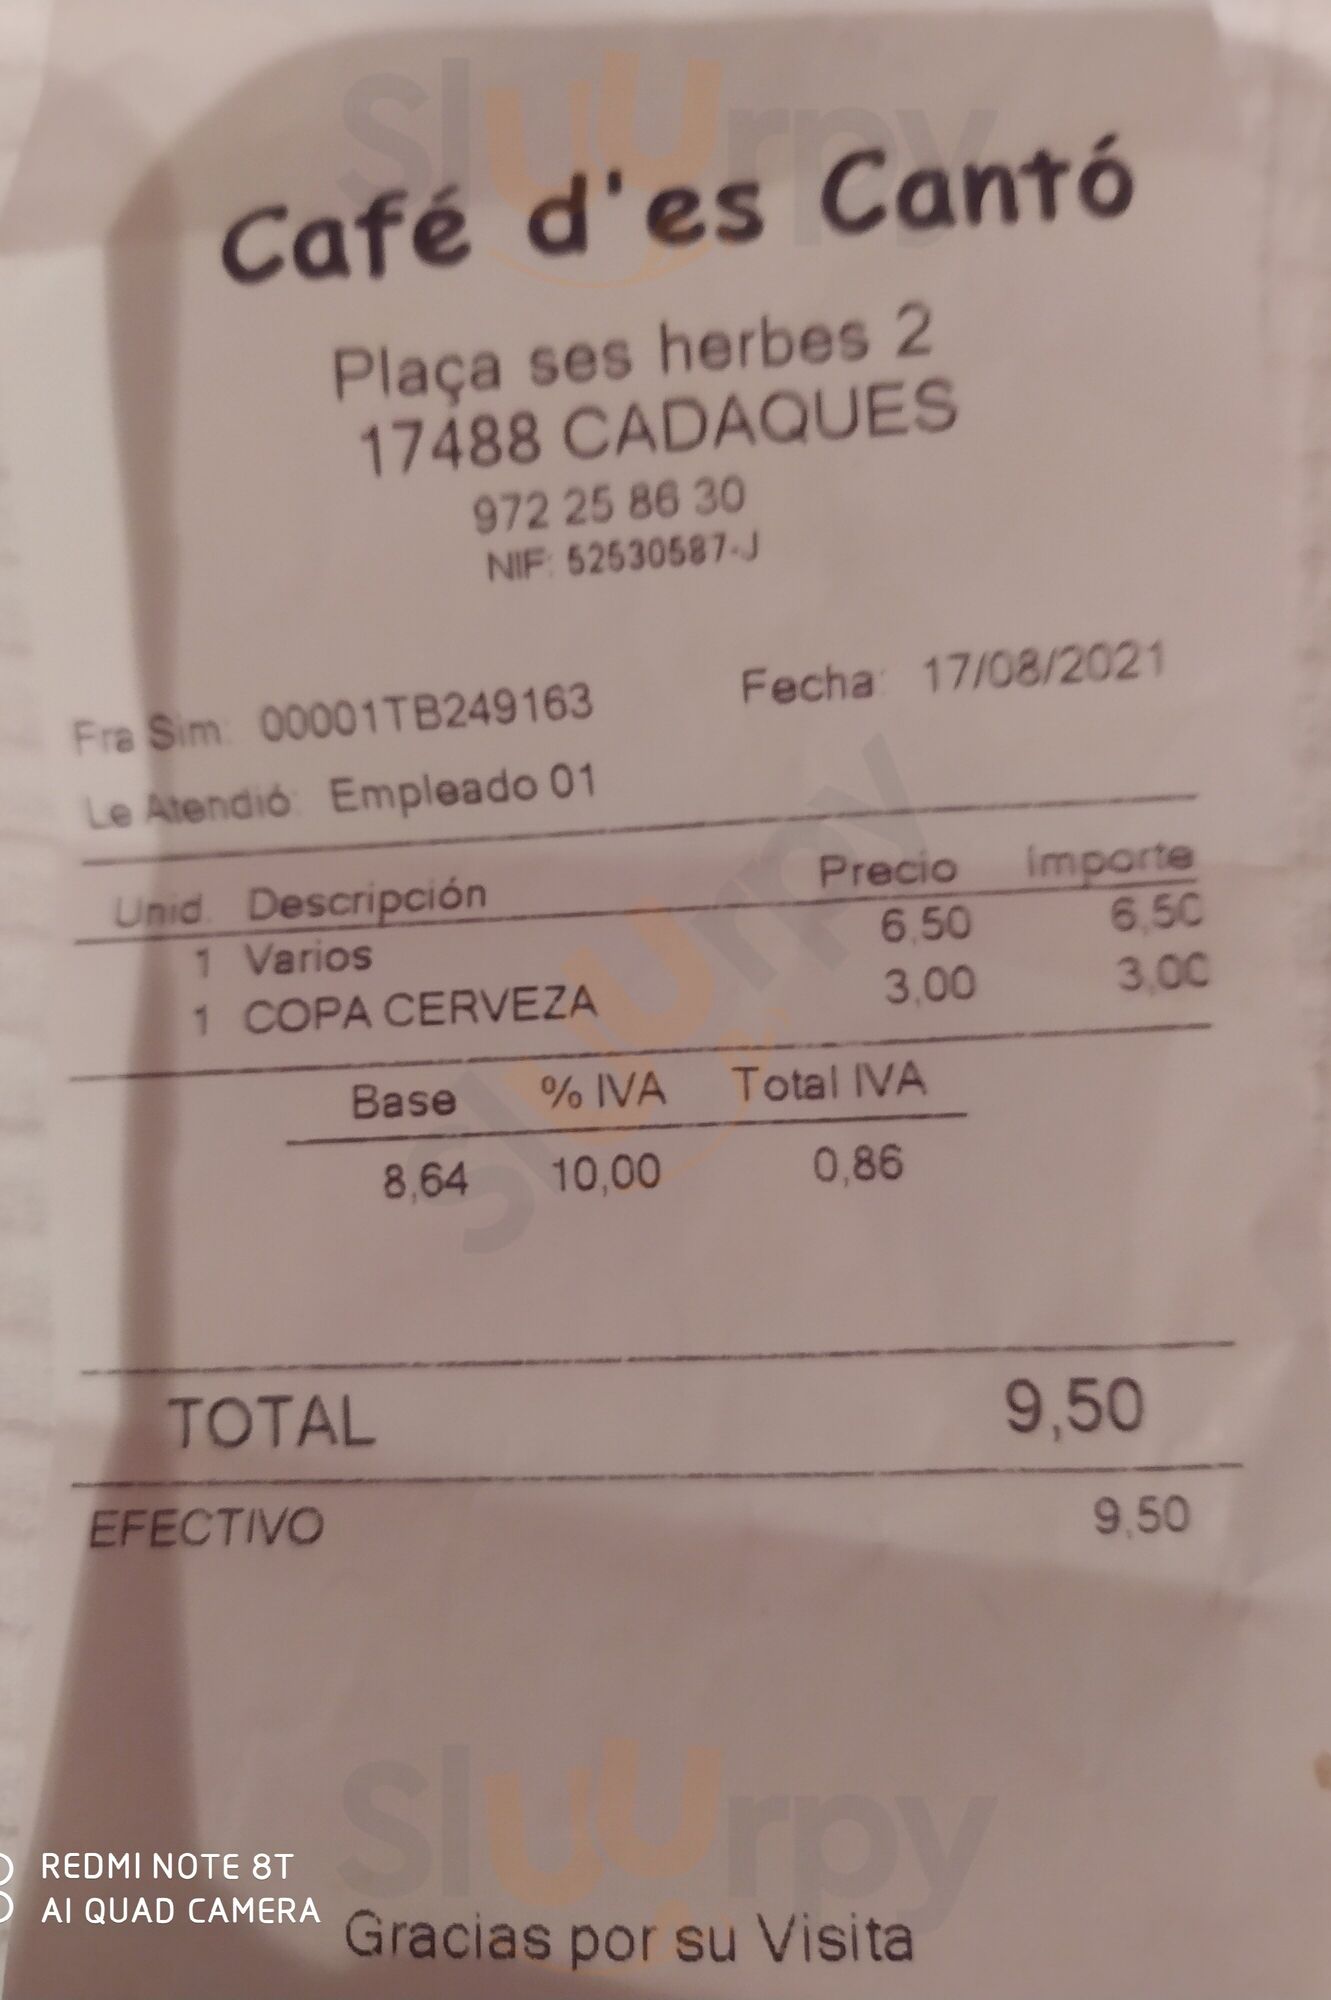 Sluurpy
Café d'es Cantó
Plaça ses herbes 2
17488 CADAQUES
972 25 86 30
NIF: 52530587-J
Fra Sim: 00001TB249163 Fecha: 17/08/2021
Le Atendió: Empleado 01
Unid. Descripción Precio Importe
1 Varios 6,50 6,50
1 COPA CERVEZA 3,00 3,00
Sluurpy
Base % IVA Total IVA
8,64 10,00 0,86
TOTAL 9,50
EFECTIVO 9,50
Sluurpy
REDMI NOTE 8T
AI QUAD CAMERA
Gracias por su Visita